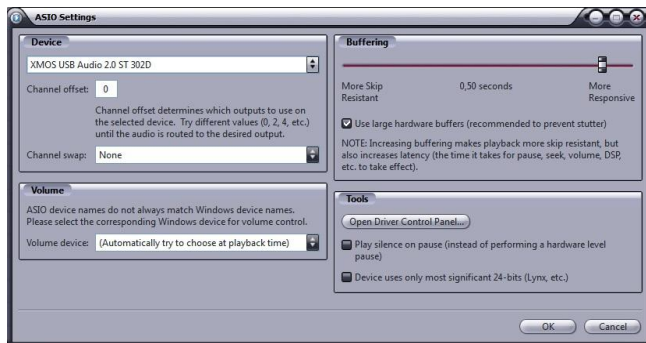 ASIO Settings
Device
XMOS USB Audio 2.0 ST 302D
Channel offset: 0
Channel offset determines which outputs to use on
the selected device. Try different values (0, 2, 4, etc.)
until the audio is routed to the desired output.
Channel swap: None
Volume
ASIO device names do not always match Windows device names.
Please select the corresponding Windows device for volume control.
Volume device: (Automatically try to choose at playback time)
Buffering
More Skip
Resistant
0,50 seconds
More
Responsive
Use large hardware buffers (recommended to prevent stutter)
NOTE: Increasing buffering makes playback more skip resistant, but
also increases latency (the time it takes for pause, seek, volume, DSP,
etc. to take effect).
Tools
Open Driver Control Panel...
Play silence on pause (instead of performing a hardware level
pause)
Device uses only most significant 24-bits (Lynx, etc.)
OK
Cancel